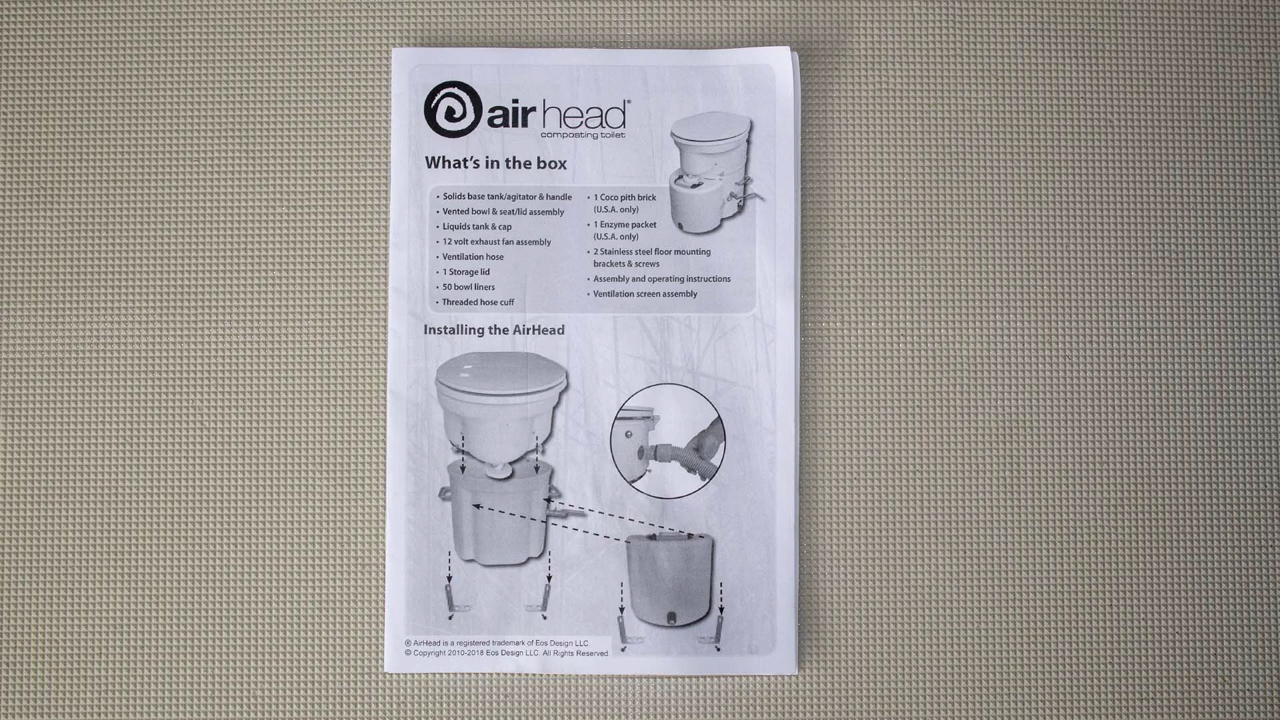 air head®
composting toilet
What's in the box
• Solids base tank/agitator & handle
• Vented bowl & seat/lid assembly
• Liquids tank & cap
• 12 volt exhaust fan assembly
• Ventilation hose
• 1 Storage lid
• 50 bowl liners
• Threaded hose cuff
• 1 Coco pith brick
(U.S.A. only)
• 1 Enzyme packet
(U.S.A. only)
• 2 Stainless steel floor mounting
brackets & screws
• Assembly and operating instructions
• Ventilation screen assembly
Installing the AirHead
® AirHead is a registered trademark of Eos Design LLC.
© Copyright 2010-2018 Eos Design LLC. All Rights Reserved.